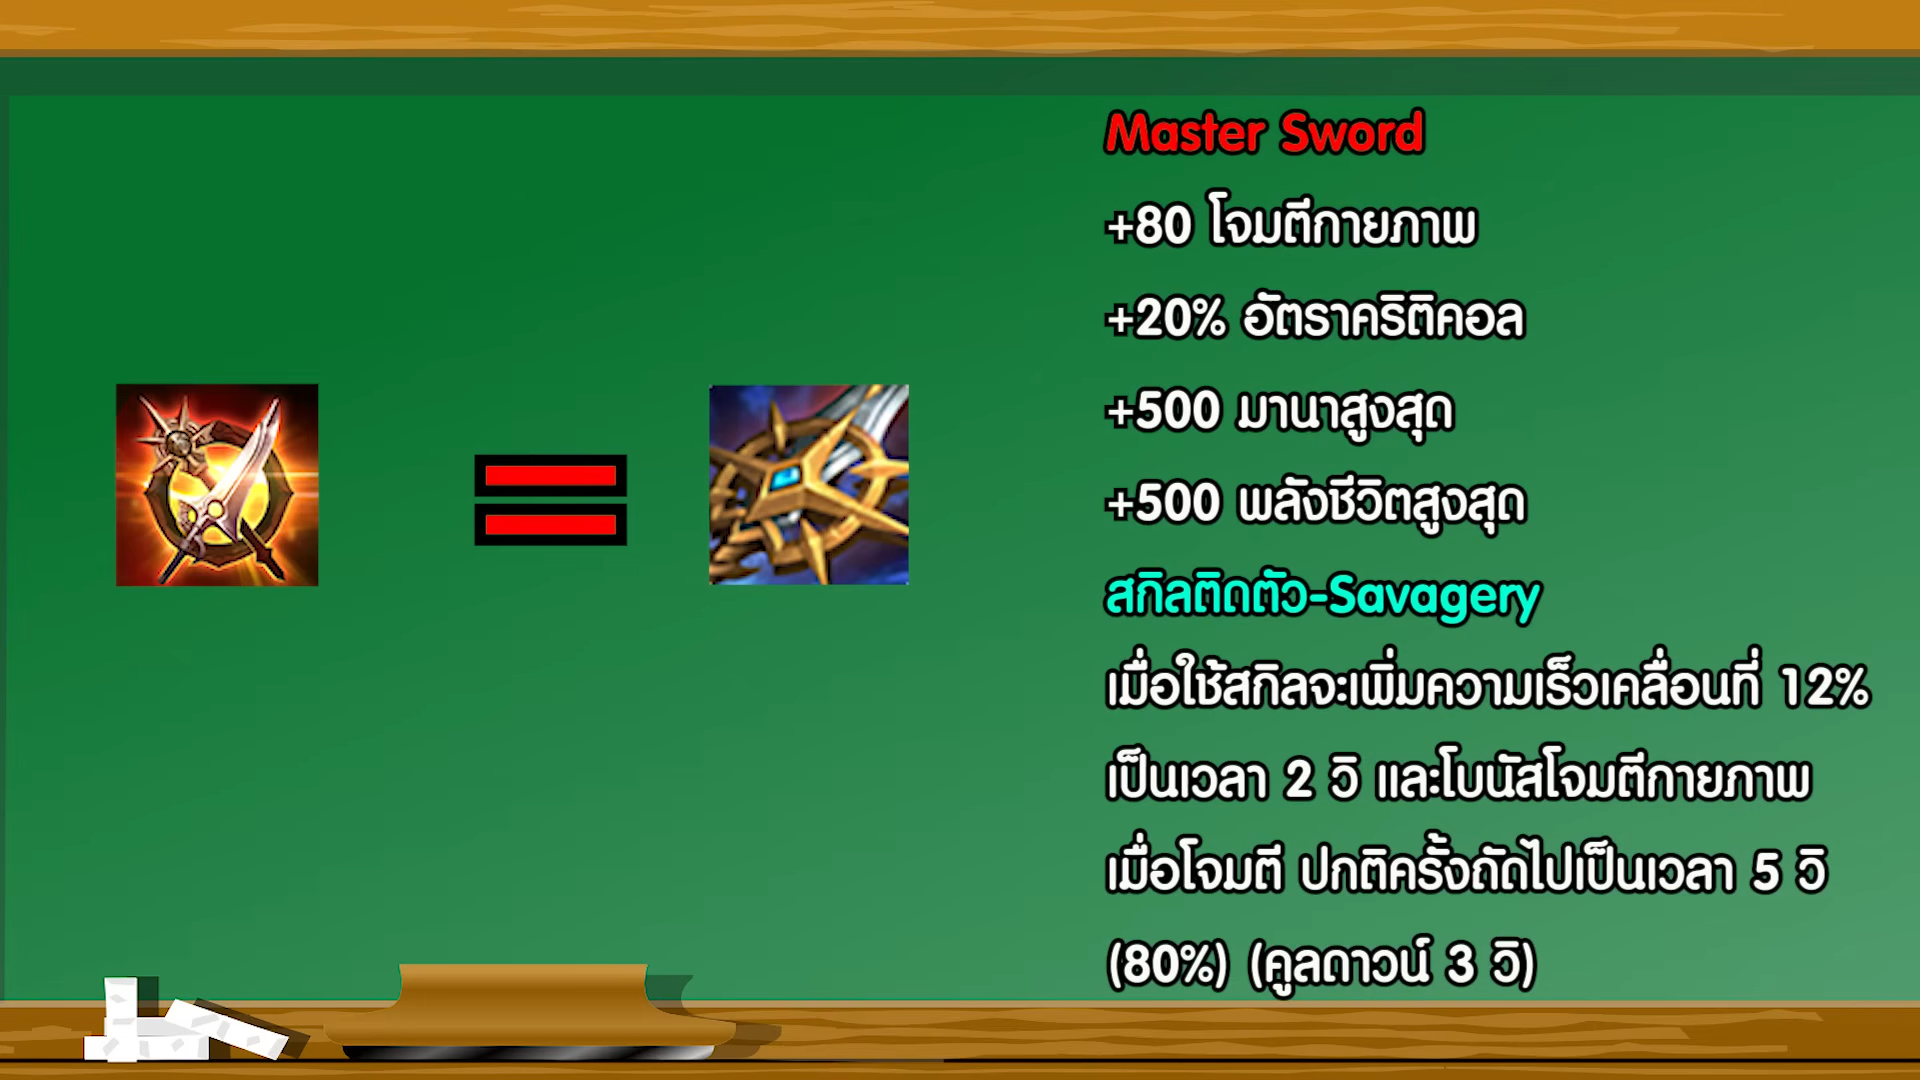 Master Sword
+80 โจมตีกายภาพ
+20% อัตราคริติคอล
+500 มานาสูงสุด
+500 พลังชีวิตสูงสุด
สกิลติดตัว-Savagery
เมื่อใช้สกิลจะเพิ่มความเร็วเคลื่อนที่ 12%
เป็นเวลา 2 วิ และโบนัสโจมตีกายภาพ
เมื่อโจมตี ปกติครั้งถัดไปเป็นเวลา 5 วิ
(80%) (คูลดาวน์ 3 วิ)